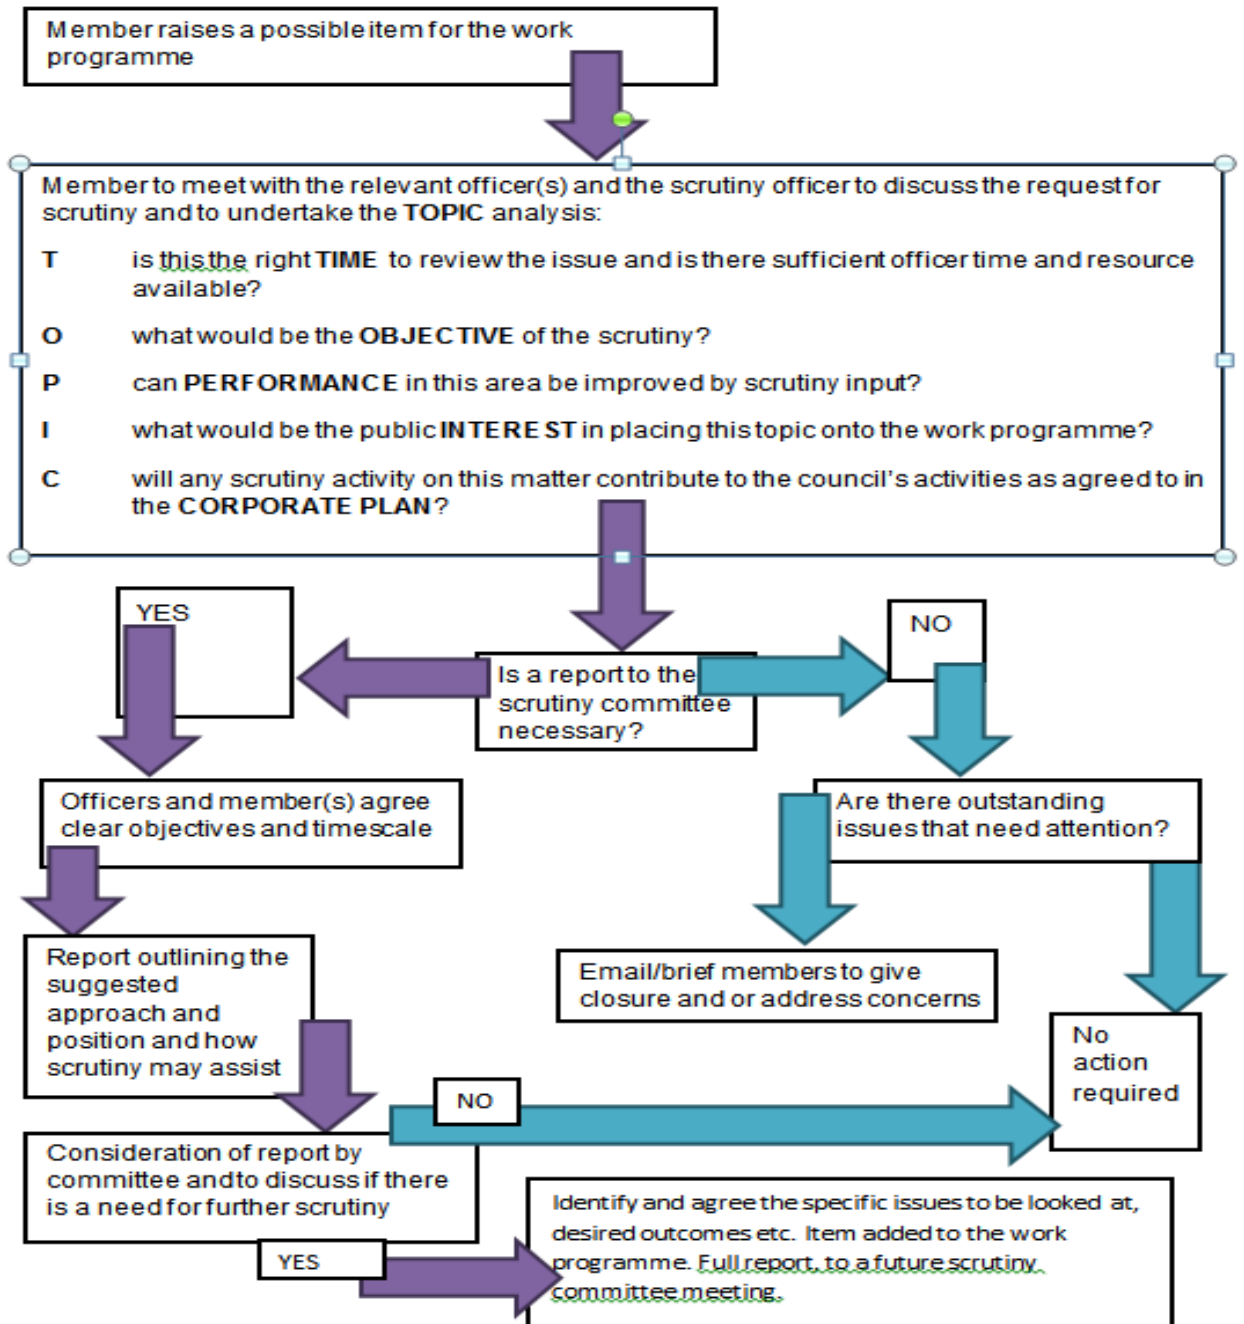 Member raises a possible item for the work
programme
Member to meet with the relevant officer(s) and the scrutiny officer to discuss the request for
scrutiny and to undertake the TOPIC analysis:
T is this the right TIME to review the issue and is there sufficient officer time and resource
available?
O what would be the OBJECTIVE of the scrutiny?
P can PERFORMANCE in this area be improved by scrutiny input?
I what would be the public INTEREST in placing this topic onto the work programme?
C will any scrutiny activity on this matter contribute to the council's activities as agreed to in
the CORPORATE PLAN?
YES
NO
Is a report to the
scrutiny committee
necessary?
Officers and member(s) agree
clear objectives and timescale
Are there outstanding
issues that need attention?
Report outlining the
suggested
approach and
position and how
scrutiny may assist
Email/brief members to give
closure and or address concerns
No
action
required
NO
Consideration of report by
committee and to discuss if there
is a need for further scrutiny
YES
Identify and agree the specific issues to be looked at,
desired outcomes etc. Item added to the work
programme. Full report, to a future scrutiny
committee meeting.